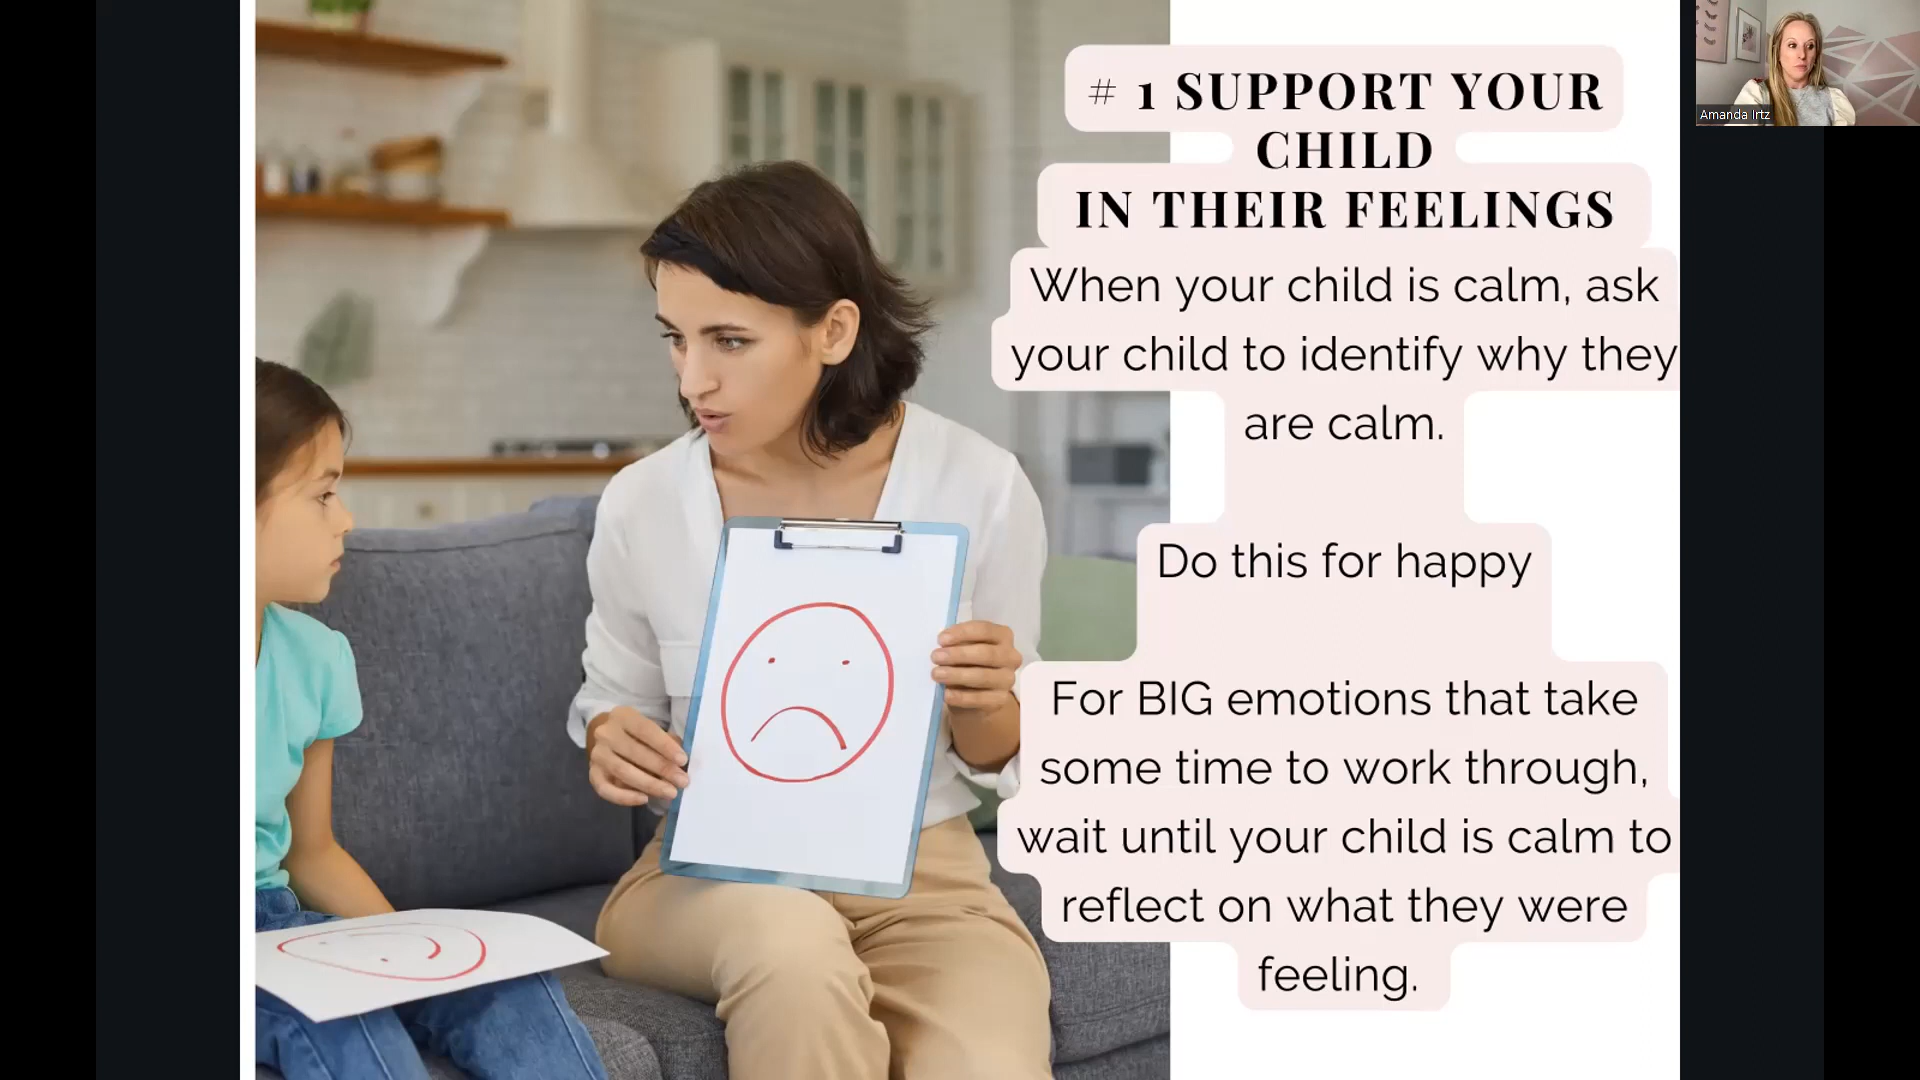 # 1 SUPPORT YOUR
CHILD
IN THEIR FEELINGS
When your child is calm, ask
your child to identify why they
are calm.
Do this for happy
For BIG emotions that take
some time to work through,
wait until your child is calm to
reflect on what they were
feeling.
Amanda Irtz